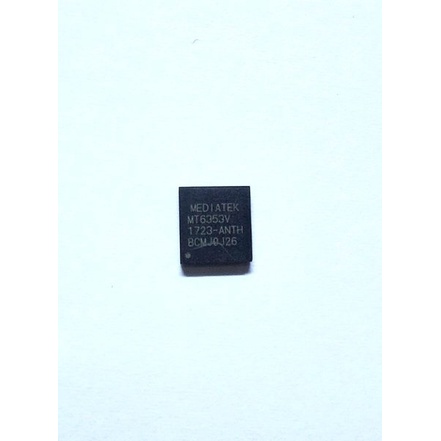 MEDIATEK
MT6353V
1723-ANTH
BCMJ0J26